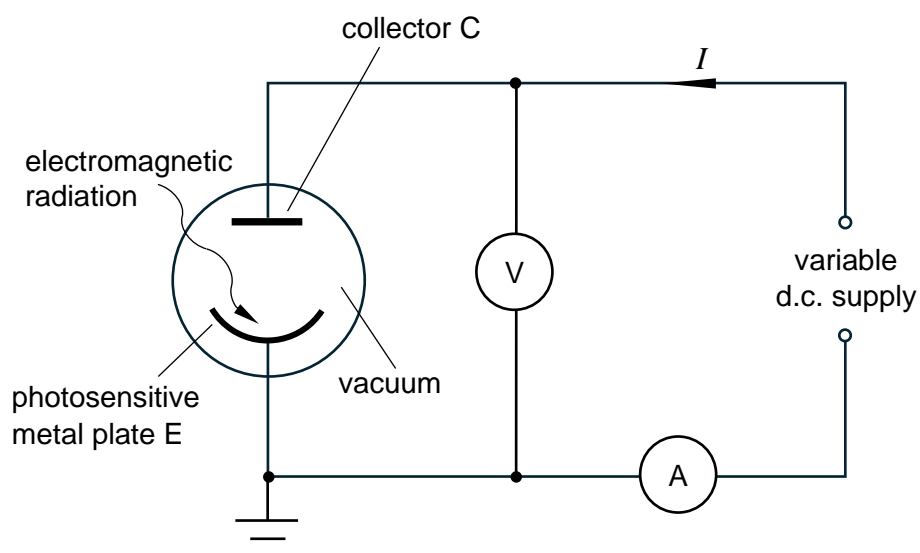 collector C
I
electromagnetic
radiation
V
variable
d.c. supply
vacuum
photosensitive
metal plate E
A